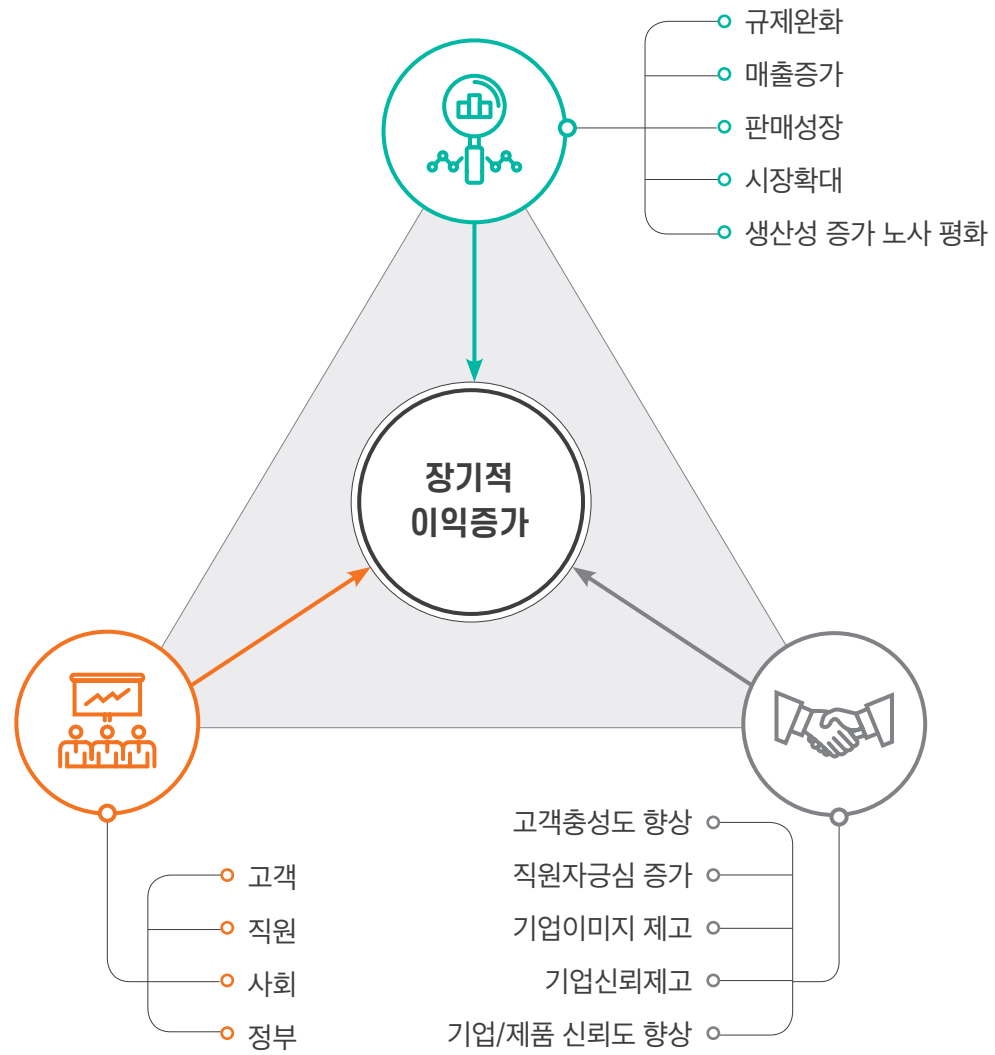 규제완화
매출증가
판매성장
시장확대
생산성 증가 노사 평화
장기적
이익증가
고객
직원
사회
정부
고객충성도 향상
직원자긍심 증가
기업이미지 제고
기업신뢰제고
기업/제품 신뢰도 향상